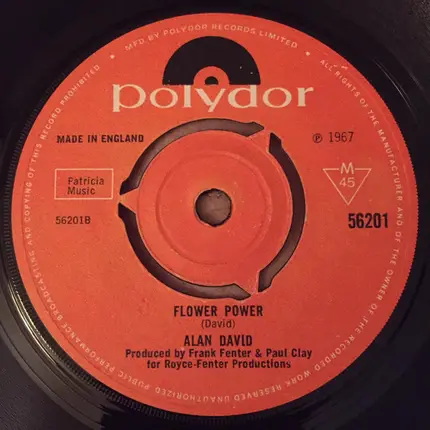 MFD BY POLYDOR RECORDS LIMITED · ALL RIGHTS OF THE MANUFACTURER AND OF THE OWNER OF THE RECORDED WORK RESERVED UNAUTHORISED PUBLIC PERFORMANCE BROADCASTING AND COPYING OF THIS RECORD PROHIBITED ·
polydor
MADE IN ENGLAND
℗ 1967
Patricia
Music
M
45
56201B
56201
FLOWER POWER
(David)
ALAN DAVID
Produced by Frank Fenter & Paul Clay
for Royce-Fenter Productions